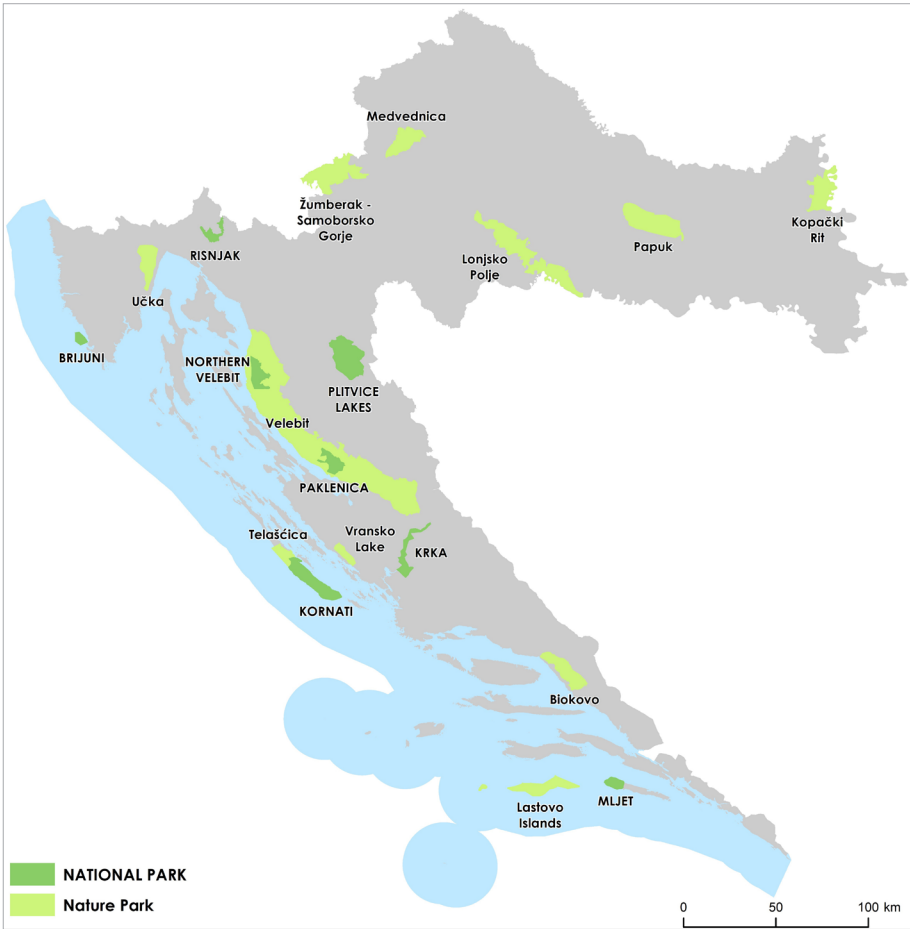 Medvednica
Žumberak -
Samoborsko
Gorje
Kopački
Rit
Papuk
RISNJAK
Lonjsko
Polje
Učka
BRIJUNI
NORTHERN
VELEBIT
PLITVICE
LAKES
Velebit
PAKLENICA
Telašćica
Vransko
Lake
KRKA
KORNATI
Biokovo
Lastovo
Islands
MLJET
NATIONAL PARK
Nature Park
0 50 100 km